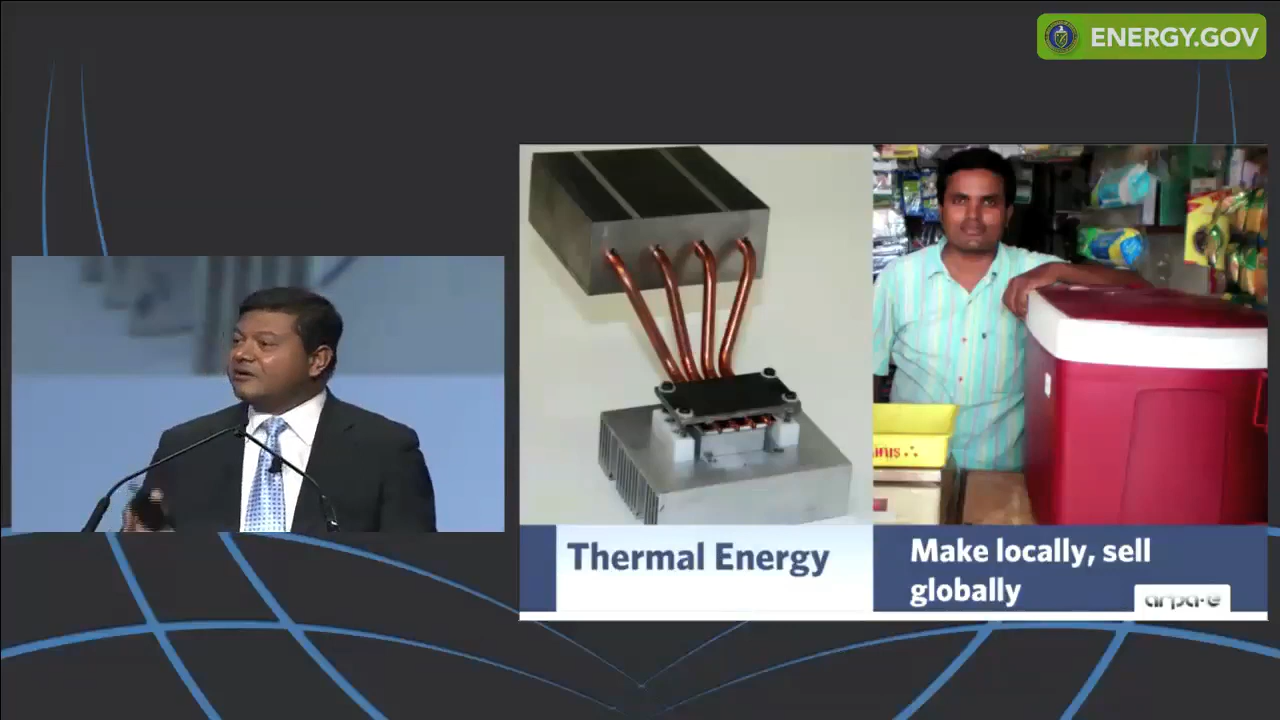 ENERGY.GOV
Thermal Energy
Make locally, sell
globally
arpa·e